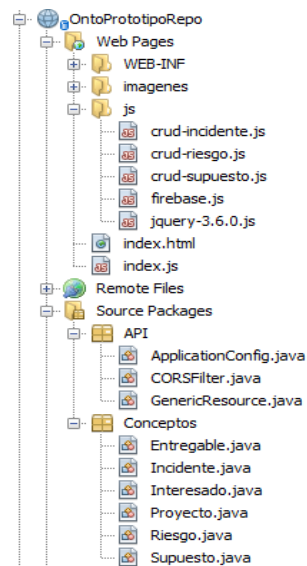 OntoPrototipoRepo
Web Pages
WEB-INF
imagenes
js
crud-incidente.js
crud-riesgo.js
crud-supuesto.js
firebase.js
jquery-3.6.0.js
index.html
index.js
Remote Files
Source Packages
API
ApplicationConfig.java
CORSFilter.java
GenericResource.java
Conceptos
Entregable.java
Incidente.java
Interesado.java
Proyecto.java
Riesgo.java
Supuesto.java